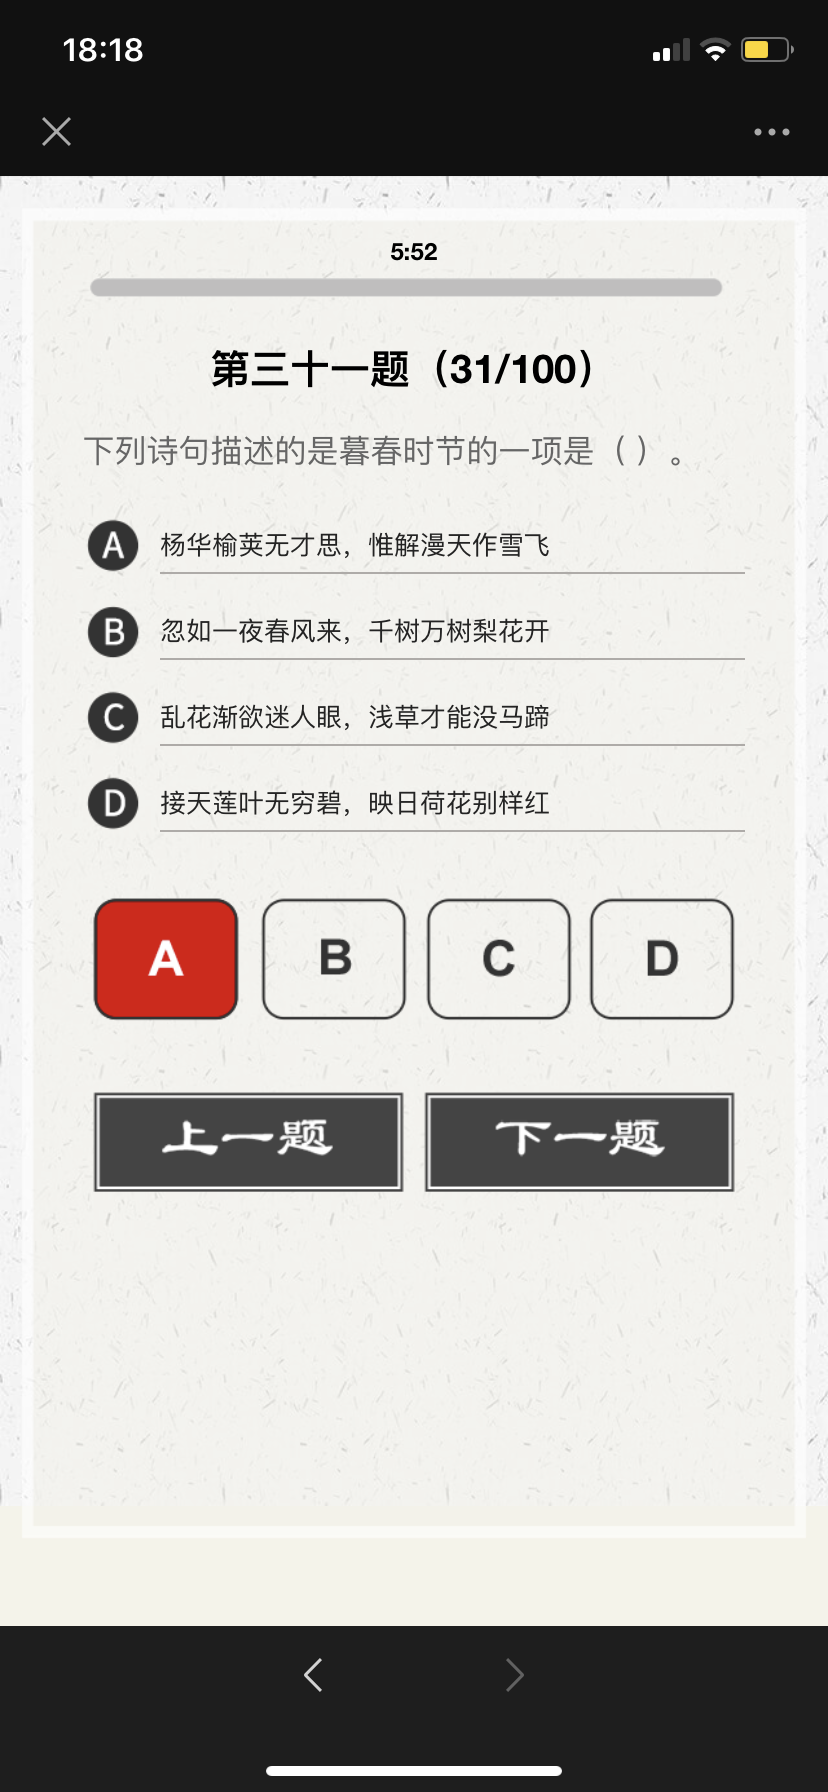 18:18
5:52
第三十一题（31/100）
下列诗句描述的是暮春时节的一项是（ ）。
A 杨华榆荚无才思，惟解漫天作雪飞
B 忽如一夜春风来，千树万树梨花开
C 乱花渐欲迷人眼，浅草才能没马蹄
D 接天莲叶无穷碧，映日荷花别样红
A B C D
上一题 下一题